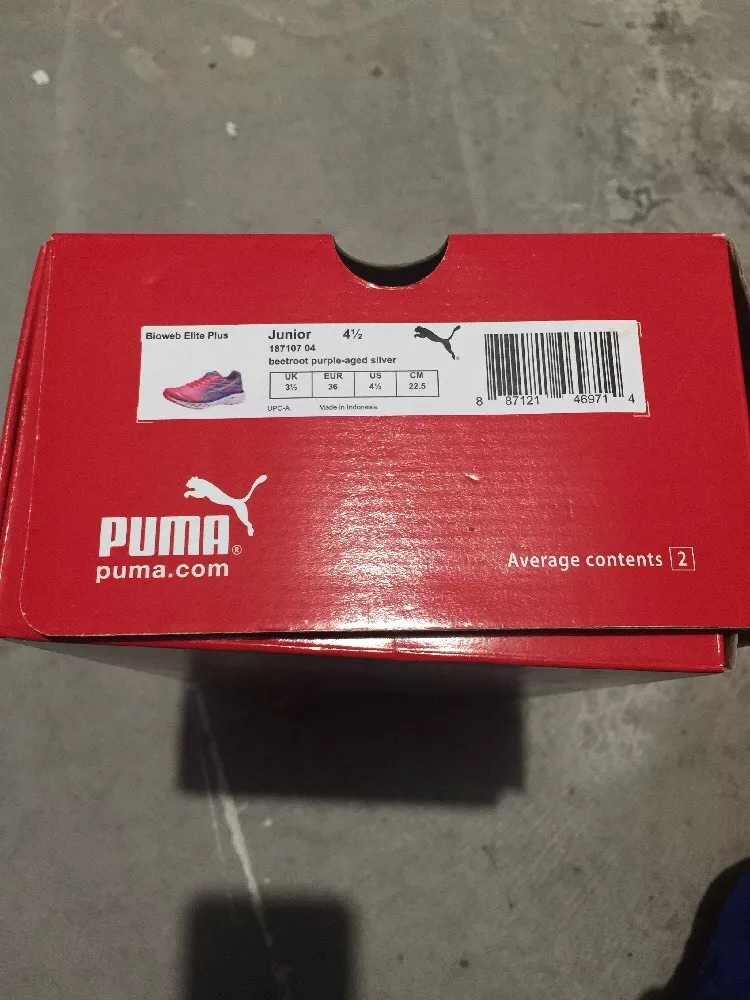 Bioweb Elite Plus
Junior 4½
187107 04
beetroot purple-aged silver
UK EUR US CM
3½ 36 4½ 22.5
UPC-A Made in Indonesia
8 87121 46971 4
PUMA®
puma.com
Average contents 2